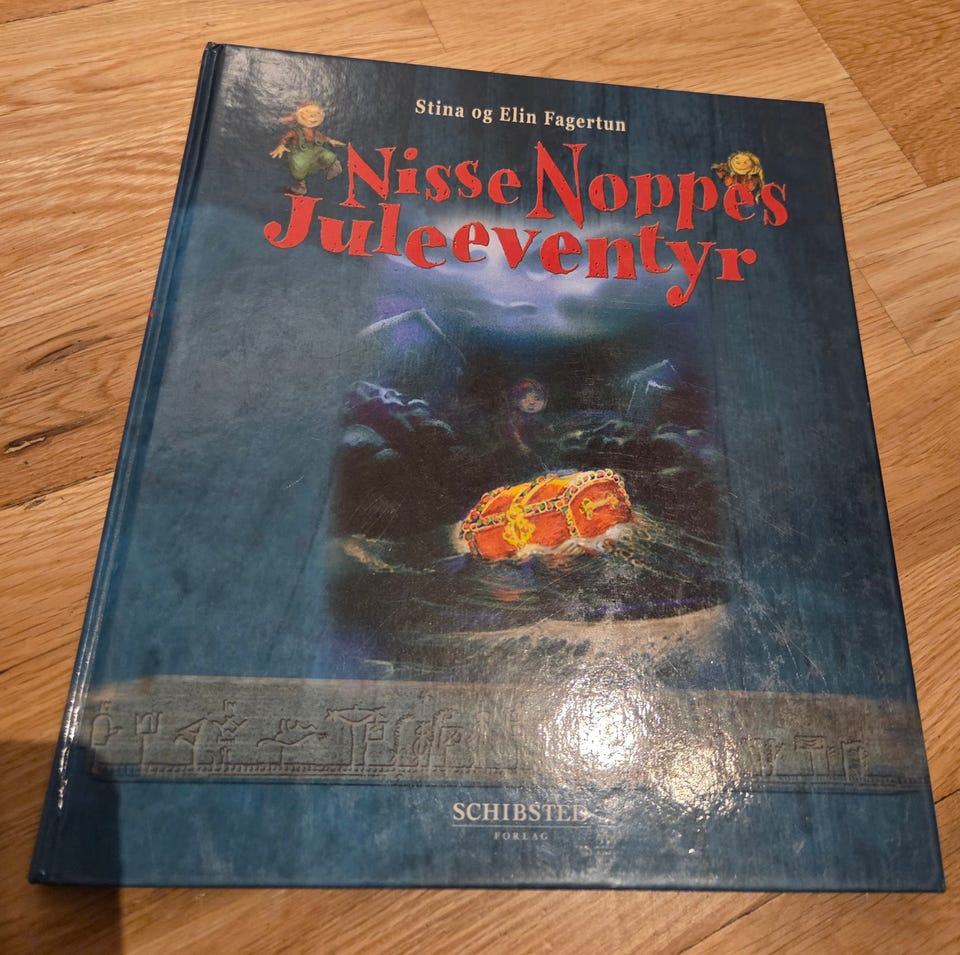 Stina og Elin Fagertun
Nisse Noppes
Juleeventyr
SCHIBSTED
FORLAG